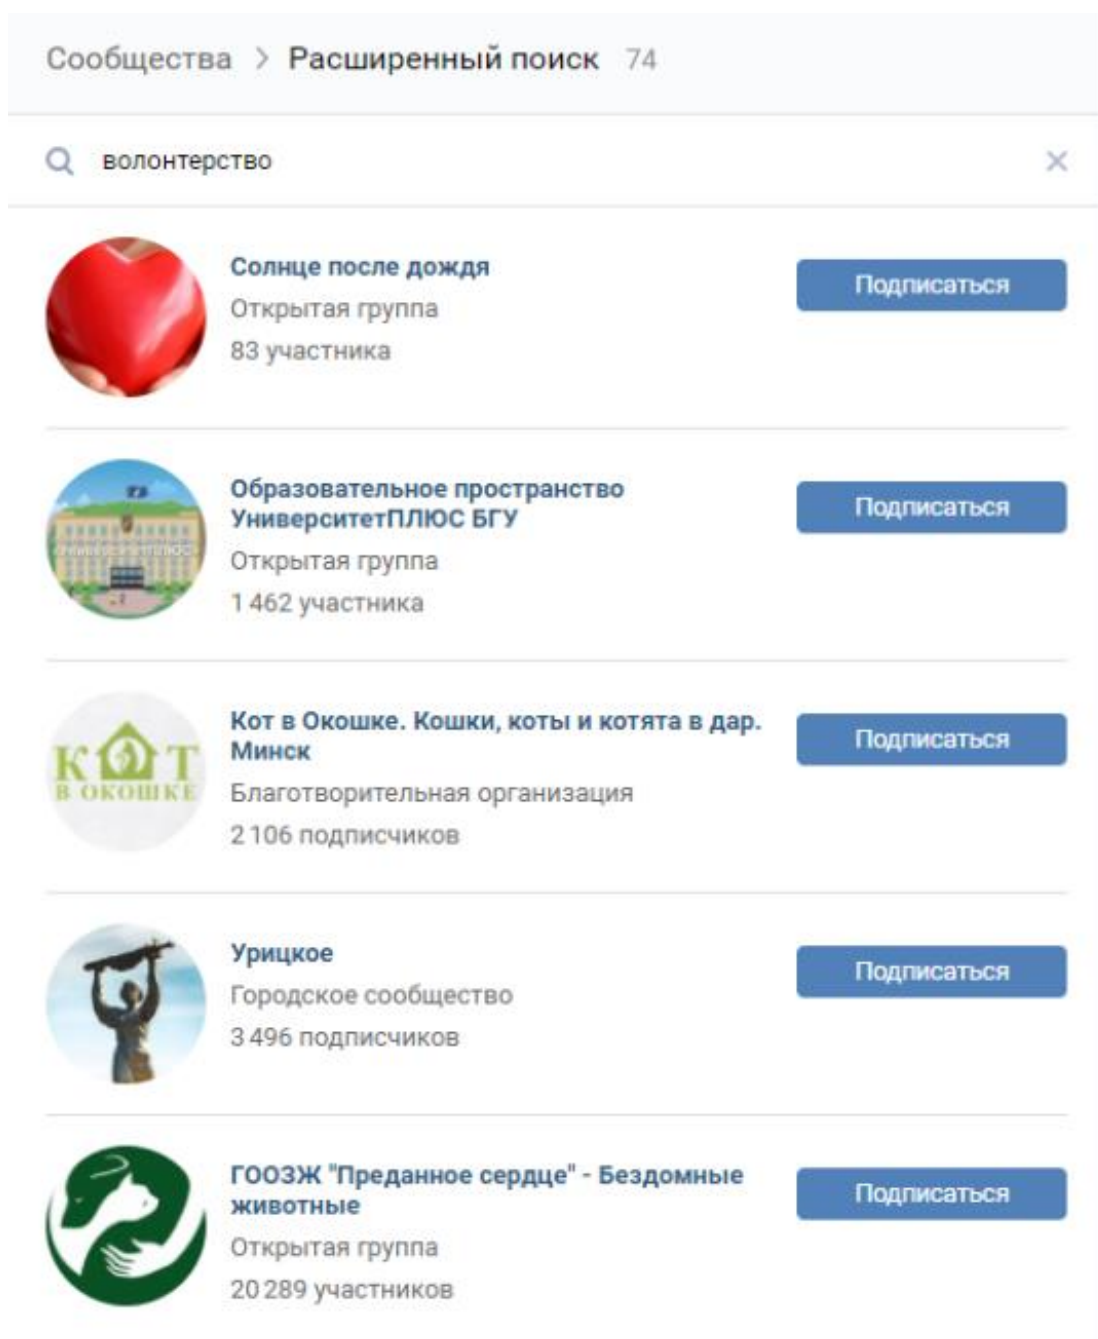 Сообщества > Расширенный поиск 74
волонтерство
Солнце после дождя
Подписаться
Открытая группа
83 участника
Образовательное пространство
УниверситетПЛЮС БГУ
Подписаться
Открытая группа
1 462 участника
Кот в Окошке. Кошки, коты и котята в дар.
Минск
Подписаться
Благотворительная организация
2 106 подписчиков
КОТ
В ОКОШКЕ
Урицкое
Подписаться
Городское сообщество
3 496 подписчиков
ГООЗЖ "Преданное сердце" - Бездомные
животные
Подписаться
Открытая группа
20 289 участников